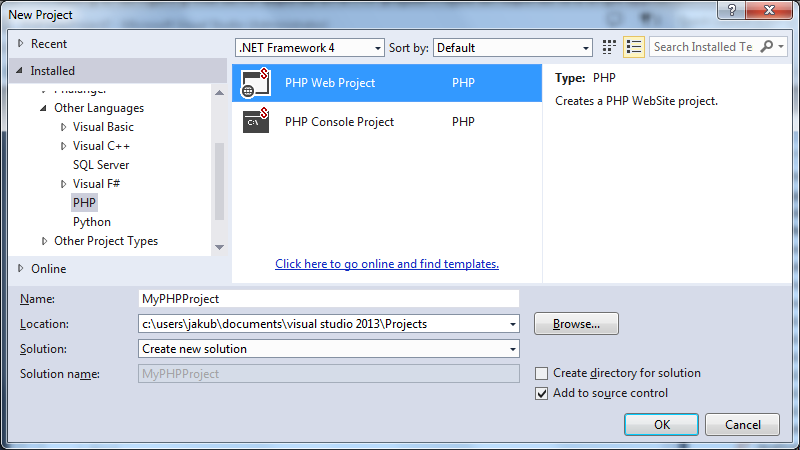 New Project
Recent
.NET Framework 4
Sort by:
Default
Search Installed Te
Installed
Phalanger
Other Languages
Visual Basic
Visual C++
SQL Server
Visual F#
PHP
Python
Other Project Types
Online
PHP Web Project PHP
PHP Console Project PHP
C:\
Click here to go online and find templates.
Type: PHP
Creates a PHP WebSite project.
Name: MyPHPProject
Location: c:\users\jakub\documents\visual studio 2013\Projects
Browse...
Solution: Create new solution
Solution name: MyPHPProject
Create directory for solution
Add to source control
OK
Cancel